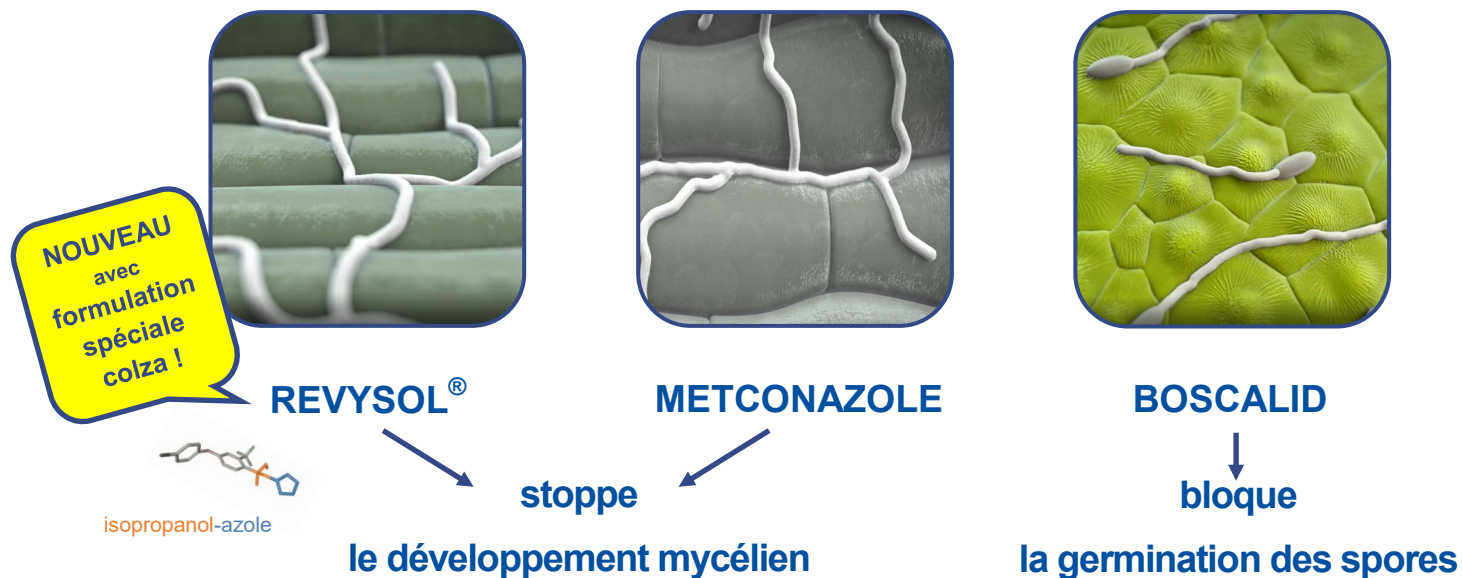 NOUVEAU
avec
formulation
spéciale
colza !
REVYSOL®
METCONAZOLE
BOSCALID
isopropanol-azole
stoppe
le développement mycélien
bloque
la germination des spores